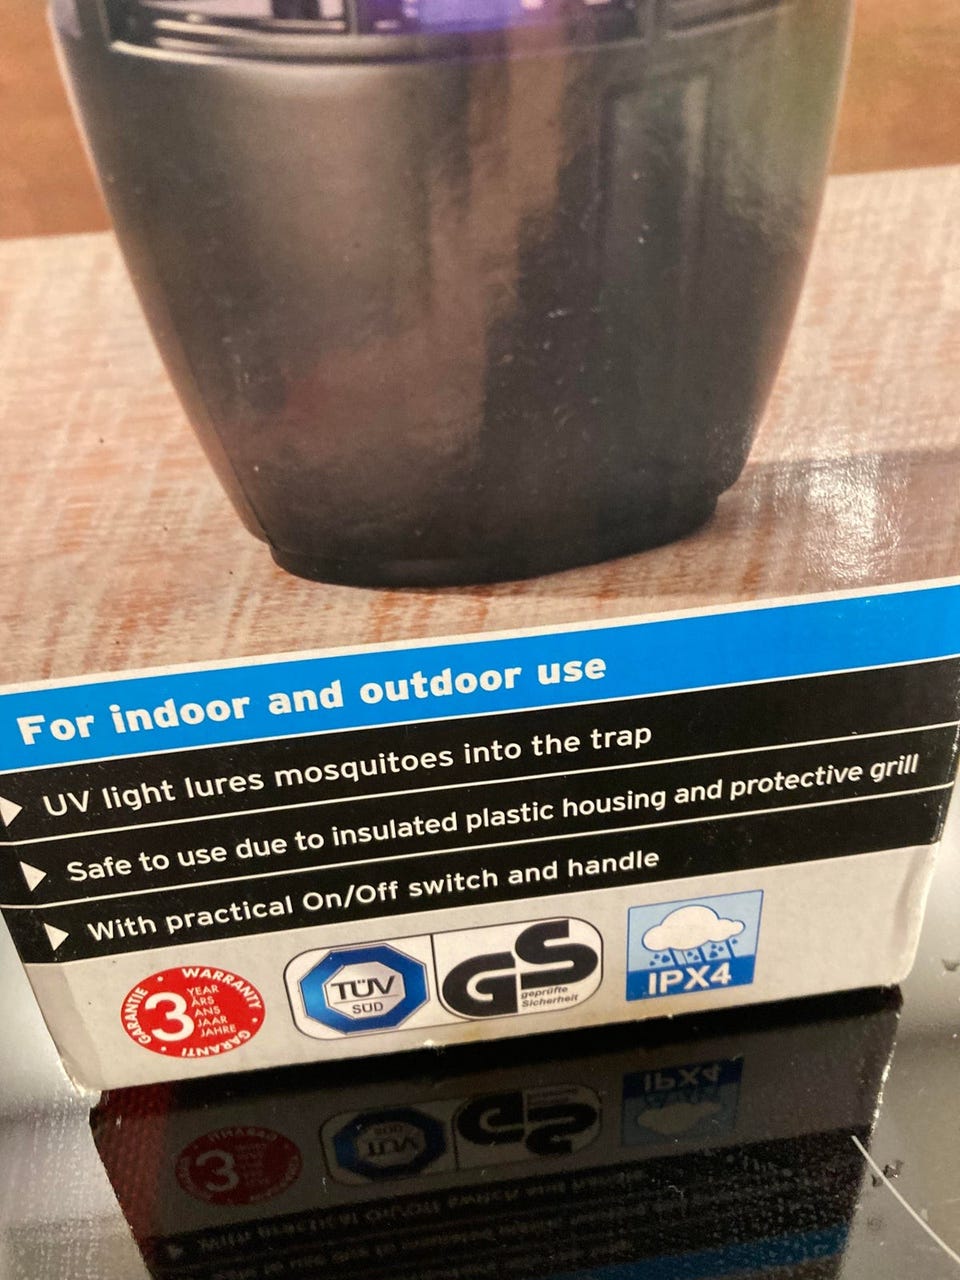 For indoor and outdoor use
UV light lures mosquitoes into the trap
Safe to use due to insulated plastic housing and protective grill
With practical On/Off switch and handle
GARANTIE • WARRANTY • GARANTI
3
YEAR
ÅRS
ANS
JAAR
JAHRE
TÜV
SÜD
GS
geprüfte
Sicherheit
IPX4